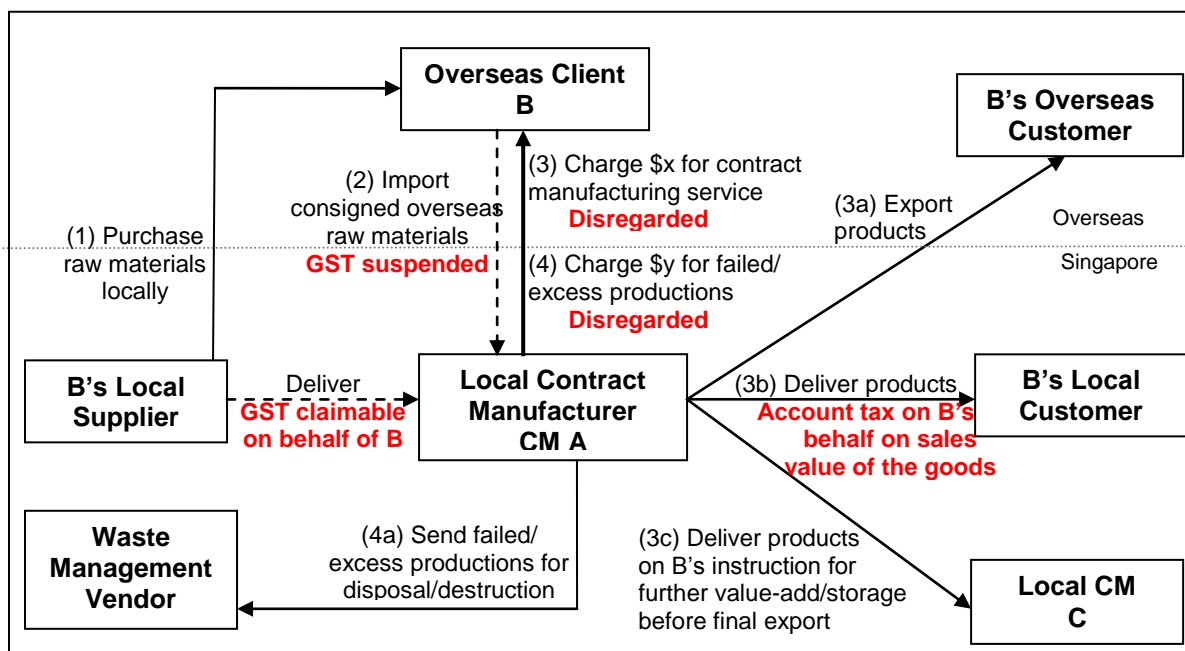 Overseas Client
B
B's Overseas
Customer
(1) Purchase
raw materials
locally
(2) Import
consigned overseas
raw materials
GST suspended
(3) Charge $x for contract
manufacturing service
Disregarded
(4) Charge $y for failed/
excess productions
Disregarded
(3a) Export
products
Overseas
Singapore
B's Local
Supplier
Deliver
GST claimable
on behalf of B
Local Contract
Manufacturer
CM A
(3b) Deliver products
Account tax on B's
behalf on sales
value of the goods
B's Local
Customer
Waste
Management
Vendor
(4a) Send failed/
excess productions for
disposal/destruction
(3c) Deliver products
on B's instruction for
further value-add/storage
before final export
Local CM
C